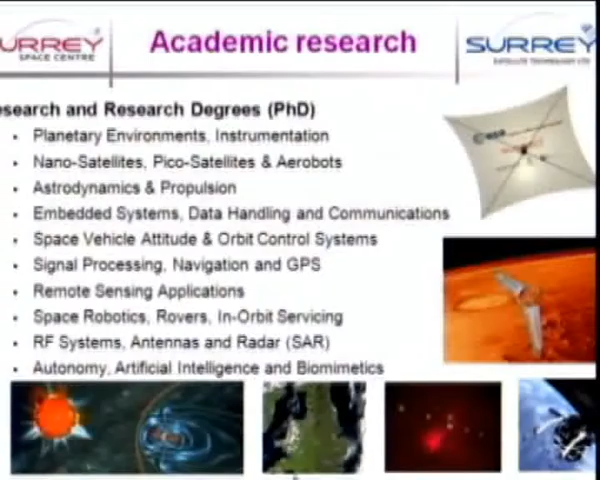 URREY
SPACE CENTRE
Academic research
SURREY
SATELLITE TECHNOLOGY LTD
esearch and Research Degrees (PhD)
• Planetary Environments, Instrumentation
• Nano-Satellites, Pico-Satellites & Aerobots
• Astrodynamics & Propulsion
• Embedded Systems, Data Handling and Communications
• Space Vehicle Attitude & Orbit Control Systems
• Signal Processing, Navigation and GPS
• Remote Sensing Applications
• Space Robotics, Rovers, In-Orbit Servicing
• RF Systems, Antennas and Radar (SAR)
• Autonomy, Artificial Intelligence and Biomimetics